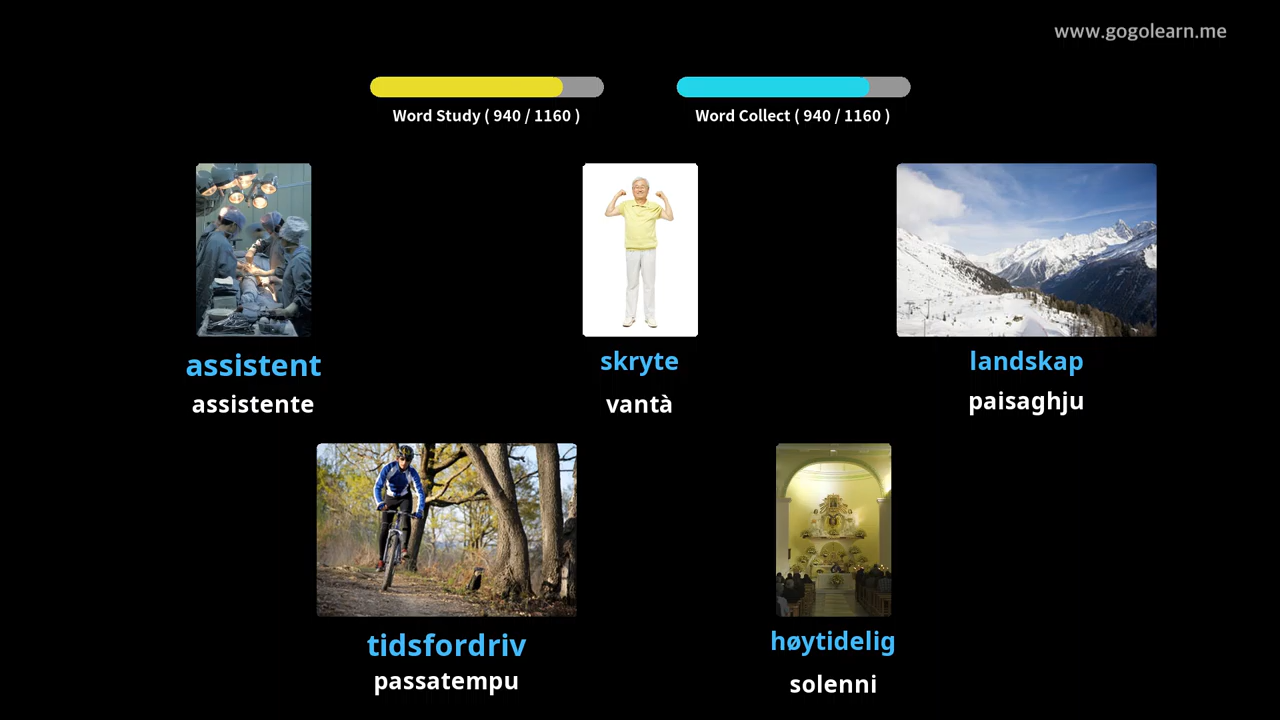 www.gogolearn.me
Word Study ( 940 / 1160 )
Word Collect ( 940 / 1160 )
assistent
assistente
skryte
vantà
landskap
paisaghju
tidsfordriv
passatempu
høytidelig
solenni